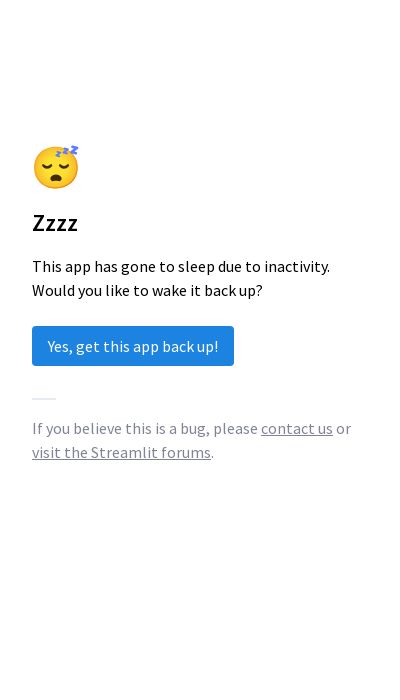 Zzzz
This app has gone to sleep due to inactivity.
Would you like to wake it back up?
Yes, get this app back up!
If you believe this is a bug, please contact us or
visit the Streamlit forums.